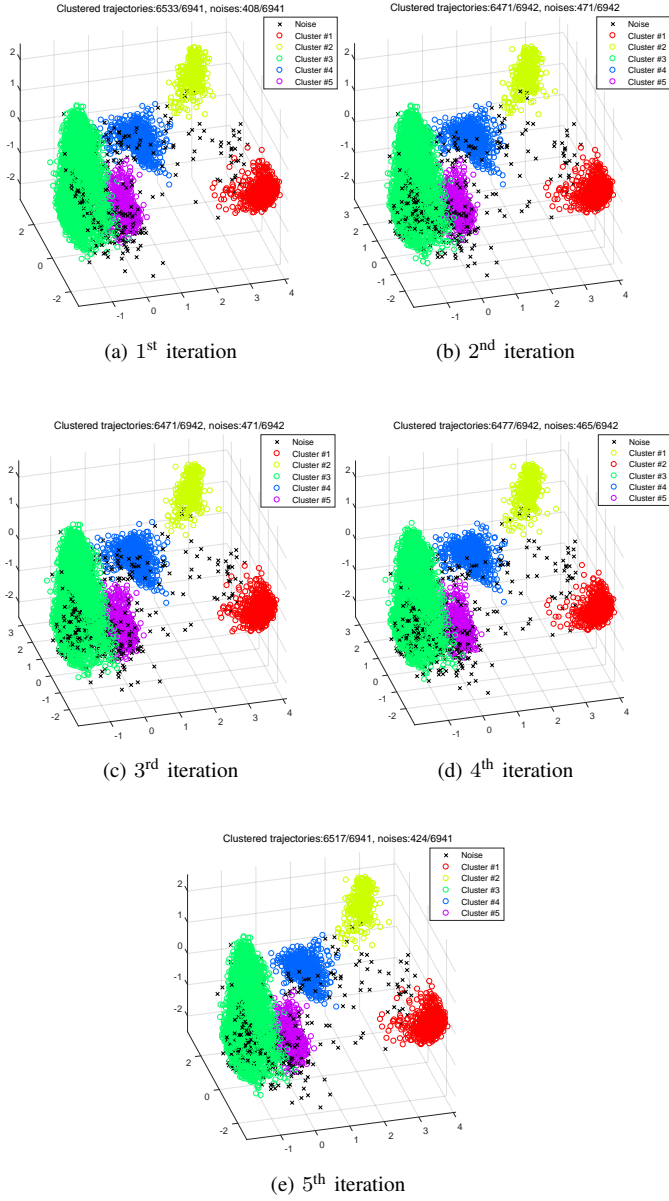 Clustered trajectories:6533/6941, noises:408/6941
Noise
Cluster #1
Cluster #2
Cluster #3
Cluster #4
Cluster #5
2
1
0
-1
-2
2
0
-2
-1 0 1 2 3 4
(a) 1st iteration
Clustered trajectories:6471/6942, noises:471/6942
Noise
Cluster #1
Cluster #2
Cluster #3
Cluster #4
Cluster #5
2
1
0
-1
-2
3
2
1
0
-1
-2
-1 0 1 2 3 4
(b) 2nd iteration
Clustered trajectories:6471/6942, noises:471/6942
Noise
Cluster #1
Cluster #2
Cluster #3
Cluster #4
Cluster #5
2
1
0
-1
-2
3
2
1
0
-1
-2
-1 0 1 2 3 4
(c) 3rd iteration
Clustered trajectories:6477/6942, noises:465/6942
Noise
Cluster #1
Cluster #2
Cluster #3
Cluster #4
Cluster #5
2
1
0
-1
-2
3
2
1
0
-1
-2
-1 0 1 2 3 4
(d) 4th iteration
Clustered trajectories:6517/6941, noises:424/6941
Noise
Cluster #1
Cluster #2
Cluster #3
Cluster #4
Cluster #5
2
1
0
-1
-2
2
0
-2
-1 0 1 2 3 4
(e) 5th iteration